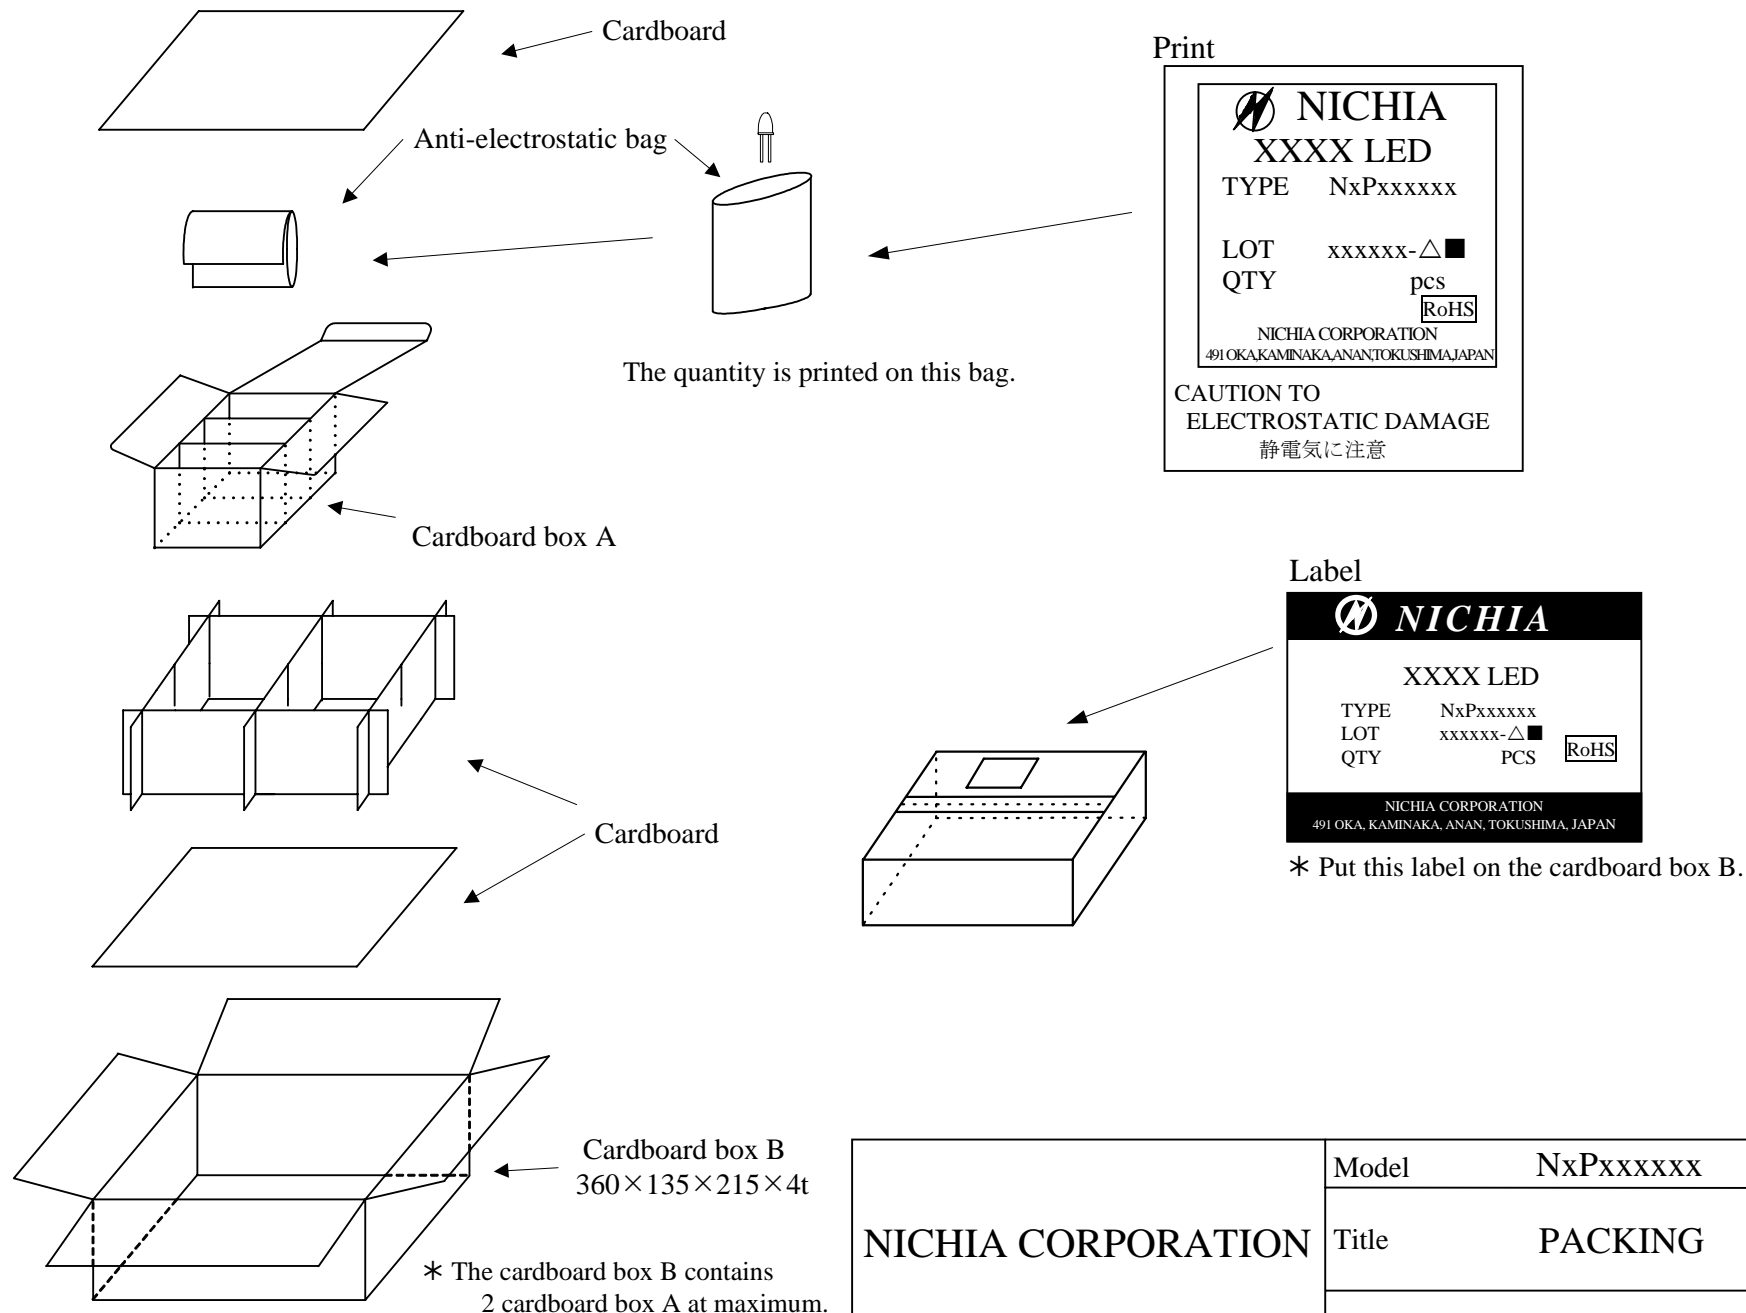 Cardboard
Anti-electrostatic bag
The quantity is printed on this bag.
Cardboard box A
Cardboard
Cardboard box B
360×135×215×4t
＊ The cardboard box B contains
2 cardboard box A at maximum.
Print
NICHIA
XXXX LED
TYPE NxPxxxxxx
LOT xxxxxx-△■
QTY pcs
RoHS
NICHIA CORPORATION
491 OKA,KAMINAKA,ANAN,TOKUSHIMA,JAPAN
CAUTION TO
ELECTROSTATIC DAMAGE
静電気に注意
Label
NICHIA
XXXX LED
TYPE NxPxxxxxx
LOT xxxxxx-△■
QTY PCS
RoHS
NICHIA CORPORATION
491 OKA, KAMINAKA, ANAN, TOKUSHIMA, JAPAN
＊ Put this label on the cardboard box B.
NICHIA CORPORATION
Model NxPxxxxxx
Title PACKING